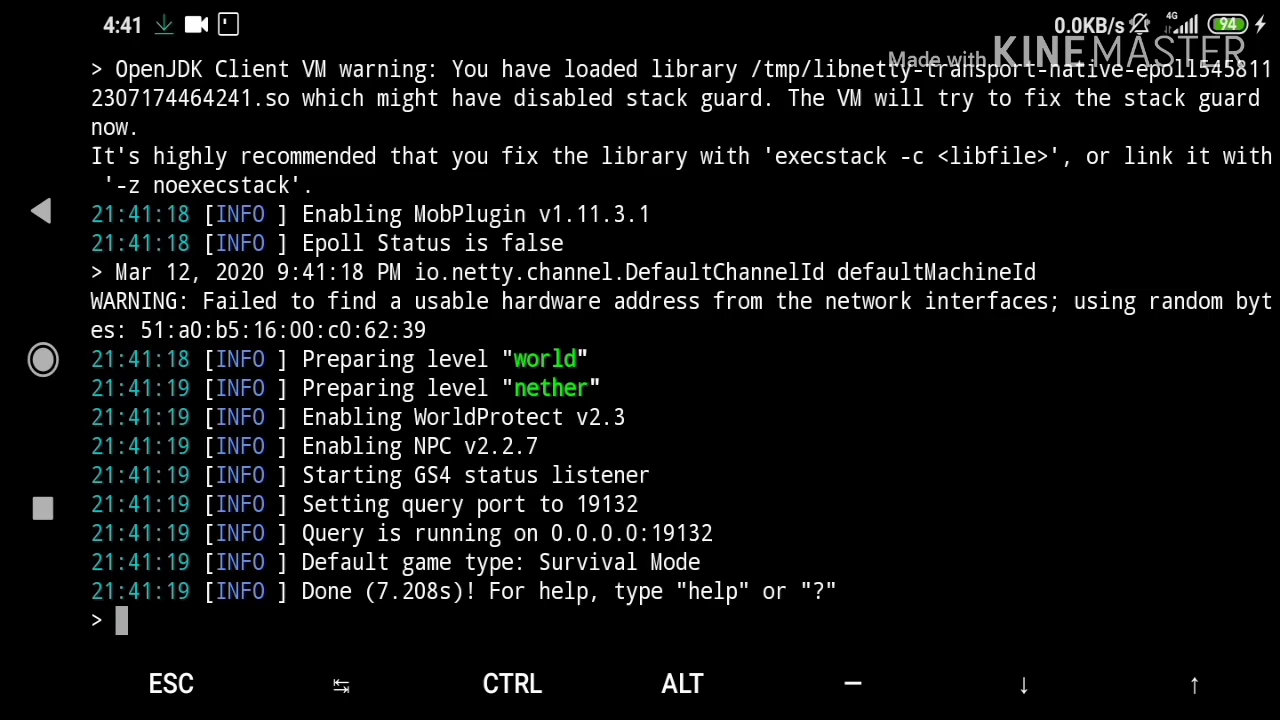 4:41
0.0KB/s 4G 94
Made with KINEMASTER
> OpenJDK Client VM warning: You have loaded library /tmp/libnetty-transport-native-epoll545811
2307174464241.so which might have disabled stack guard. The VM will try to fix the stack guard
now.
It's highly recommended that you fix the library with 'execstack -c <libfile>', or link it with
'-z noexecstack'.
21:41:18 [INFO ] Enabling MobPlugin v1.11.3.1
21:41:18 [INFO ] Epoll Status is false
> Mar 12, 2020 9:41:18 PM io.netty.channel.DefaultChannelId defaultMachineId
WARNING: Failed to find a usable hardware address from the network interfaces; using random byt
es: 51:a0:b5:16:00:c0:62:39
21:41:18 [INFO ] Preparing level "world"
21:41:19 [INFO ] Preparing level "nether"
21:41:19 [INFO ] Enabling WorldProtect v2.3
21:41:19 [INFO ] Enabling NPC v2.2.7
21:41:19 [INFO ] Starting GS4 status listener
21:41:19 [INFO ] Setting query port to 19132
21:41:19 [INFO ] Query is running on 0.0.0.0:19132
21:41:19 [INFO ] Default game type: Survival Mode
21:41:19 [INFO ] Done (7.208s)! For help, type "help" or "?"
>
ESC ↹ CTRL ALT — ↓ ↑